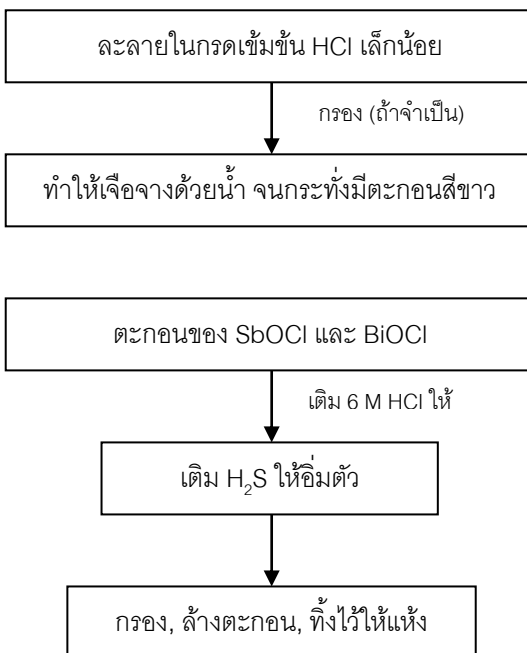 ละลายในกรดเข้มข้น HCl เล็กน้อย
กรอง (ถ้าจำเป็น)
ทำให้เจือจางด้วยน้ำ จนกระทั่งมีตะกอนสีขาว
ตะกอนของ SbOCl และ BiOCl
เติม 6 M HCl ให้
เติม H₂S ให้อิ่มตัว
กรอง, ล้างตะกอน, ทิ้งไว้ให้แห้ง